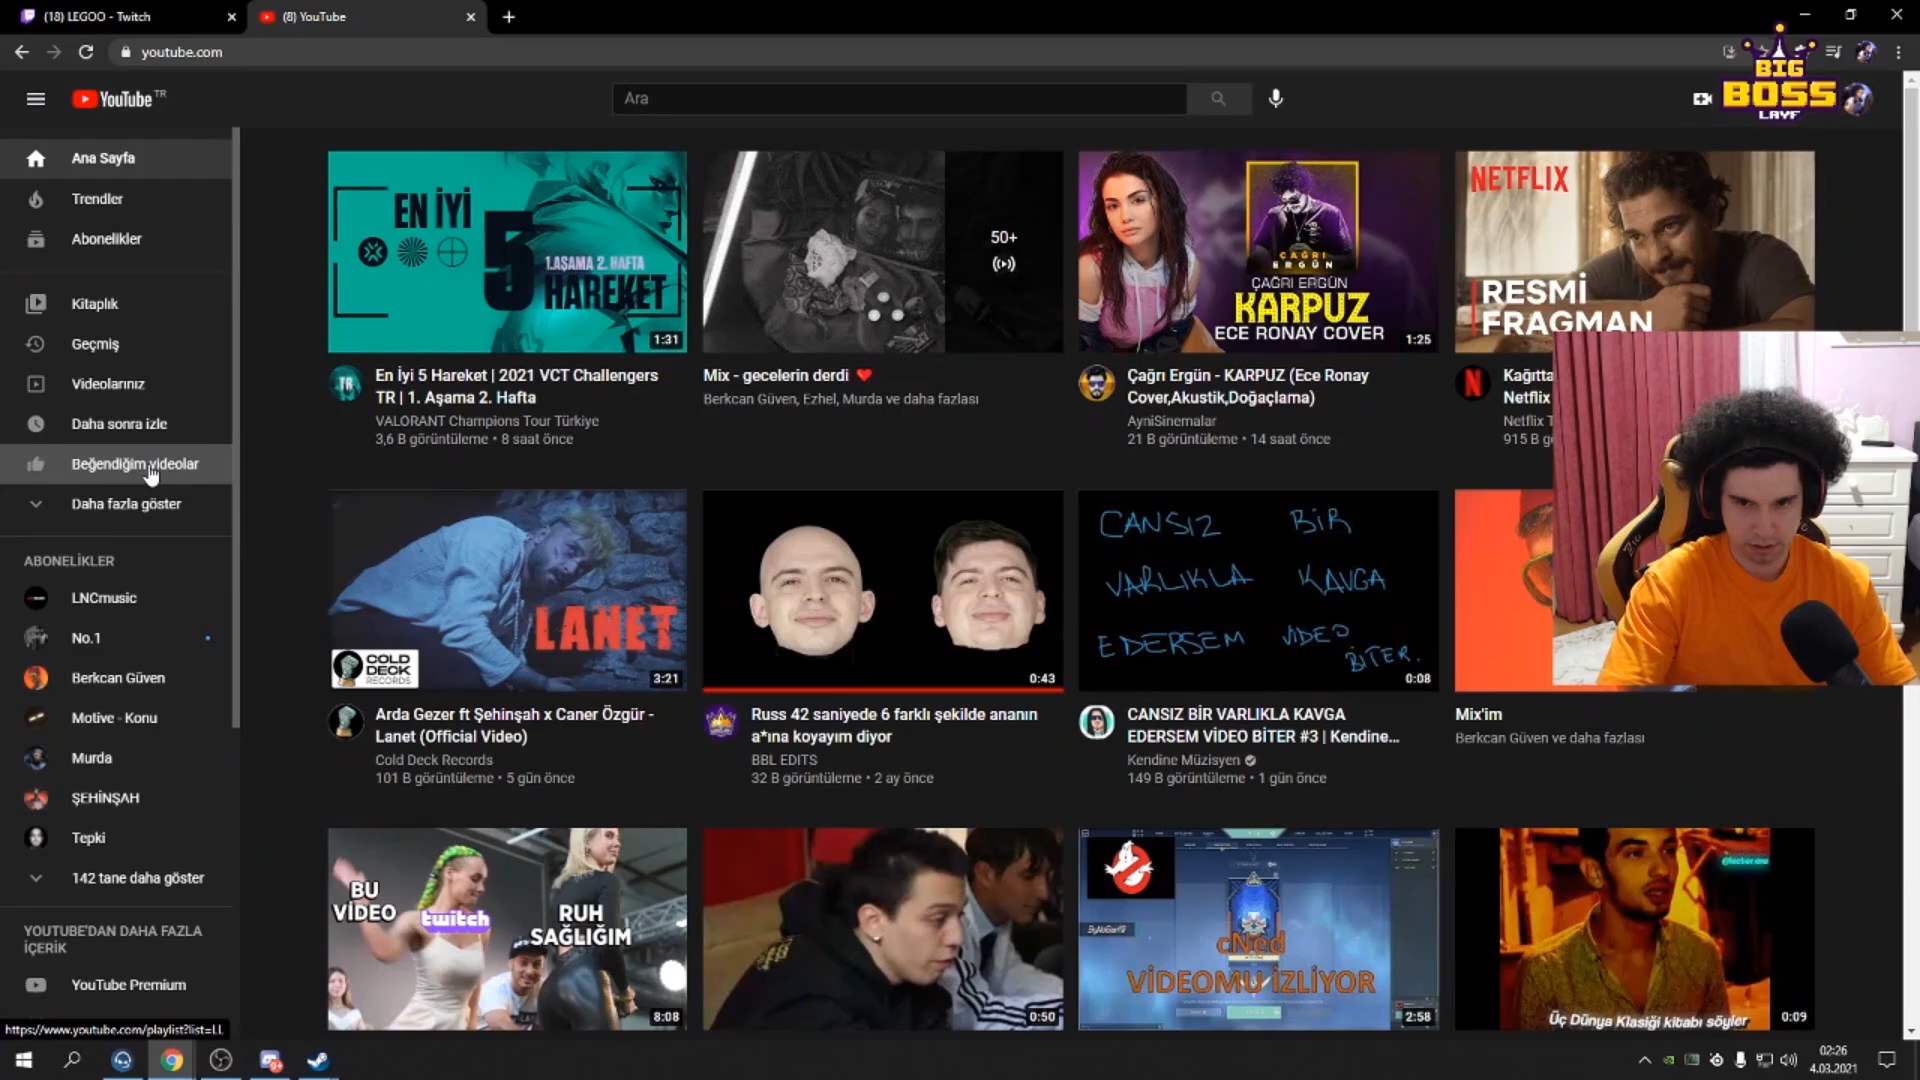 (18) LEGOO - Twitch
(8) YouTube
youtube.com
BIG
BOSS
LAYF
YouTube TR
Ara
Ana Sayfa
Trendler
Abonelikler
Kitaplık
Geçmiş
Videolarınız
Daha sonra izle
Beğendiğim videolar
Daha fazla göster
ABONELİKLER
LNCmusic
No.1
Berkcan Güven
Motive - Konu
Murda
ŞEHİNŞAH
Tepki
142 tane daha göster
YOUTUBE'DAN DAHA FAZLA
İÇERİK
YouTube Premium
https://www.youtube.com/playlist?list=LL
EN İYİ
5
1.AŞAMA 2. HAFTA
HAREKET
1:31
En İyi 5 Hareket | 2021 VCT Challengers
TR | 1. Aşama 2. Hafta
VALORANT Champions Tour Türkiye
3,6 B görüntüleme • 8 saat önce
50+
Mix - gecelerin derdi ❤
Berkcan Güven, Ezhel, Murda ve daha fazlası
ÇAĞRI
ERGÜN
ÇAĞRI ERGÜN
KARPUZ
ECE RONAY COVER
1:25
Çağrı Ergün - KARPUZ (Ece Ronay
Cover,Akustik,Doğaçlama)
AyniSinemalar
21 B görüntüleme • 14 saat önce
NETFLIX
RESMİ
FRAGMAN
N
Kağıtta
Netflix
Netflix T
915 B g
LANET
COLD
DECK
RECORDS
3:21
Arda Gezer ft Şehinşah x Caner Özgür -
Lanet (Official Video)
Cold Deck Records
101 B görüntüleme • 5 gün önce
0:43
Russ 42 saniyede 6 farklı şekilde ananın
a*ına koyayım diyor
BBL EDITS
32 B görüntüleme • 2 ay önce
CANSIZ BİR
VARLIKLA KAVGA
EDERSEM VİDEO
BİTER.
0:08
CANSIZ BİR VARLIKLA KAVGA
EDERSEM VİDEO BİTER #3 | Kendine...
Kendine Müzisyen
149 B görüntüleme • 1 gün önce
Mix'im
Berkcan Güven ve daha fazlası
BU
VİDEO
twitch
RUH
SAĞLIĞIM
8:08
0:50
cNed
VİDEOMU İZLİYOR
2:58
Üç Dünya Klasiği kitabı söyler
0:09
02:26
4.03.2021